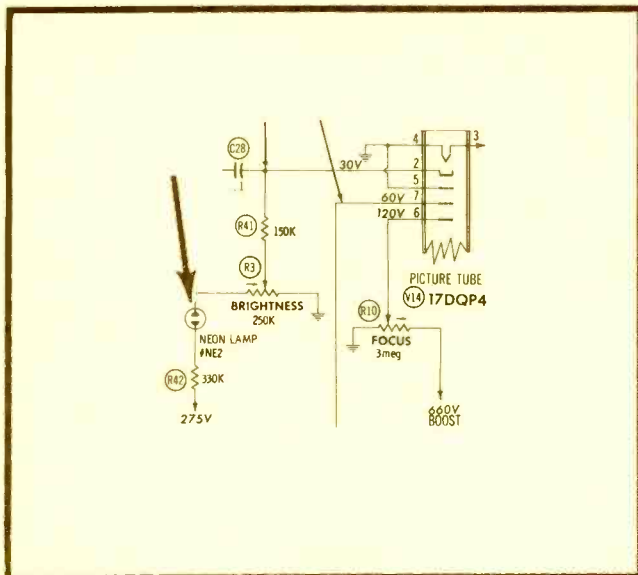 C28
.1
30V
4
3
2
5
60V
7
120V
6
R41
150K
R3
BRIGHTNESS
250K
PICTURE TUBE
V14 17DQP4
R10
FOCUS
3meg
NEON LAMP
#NE2
R42
330K
275V
660V
BOOST